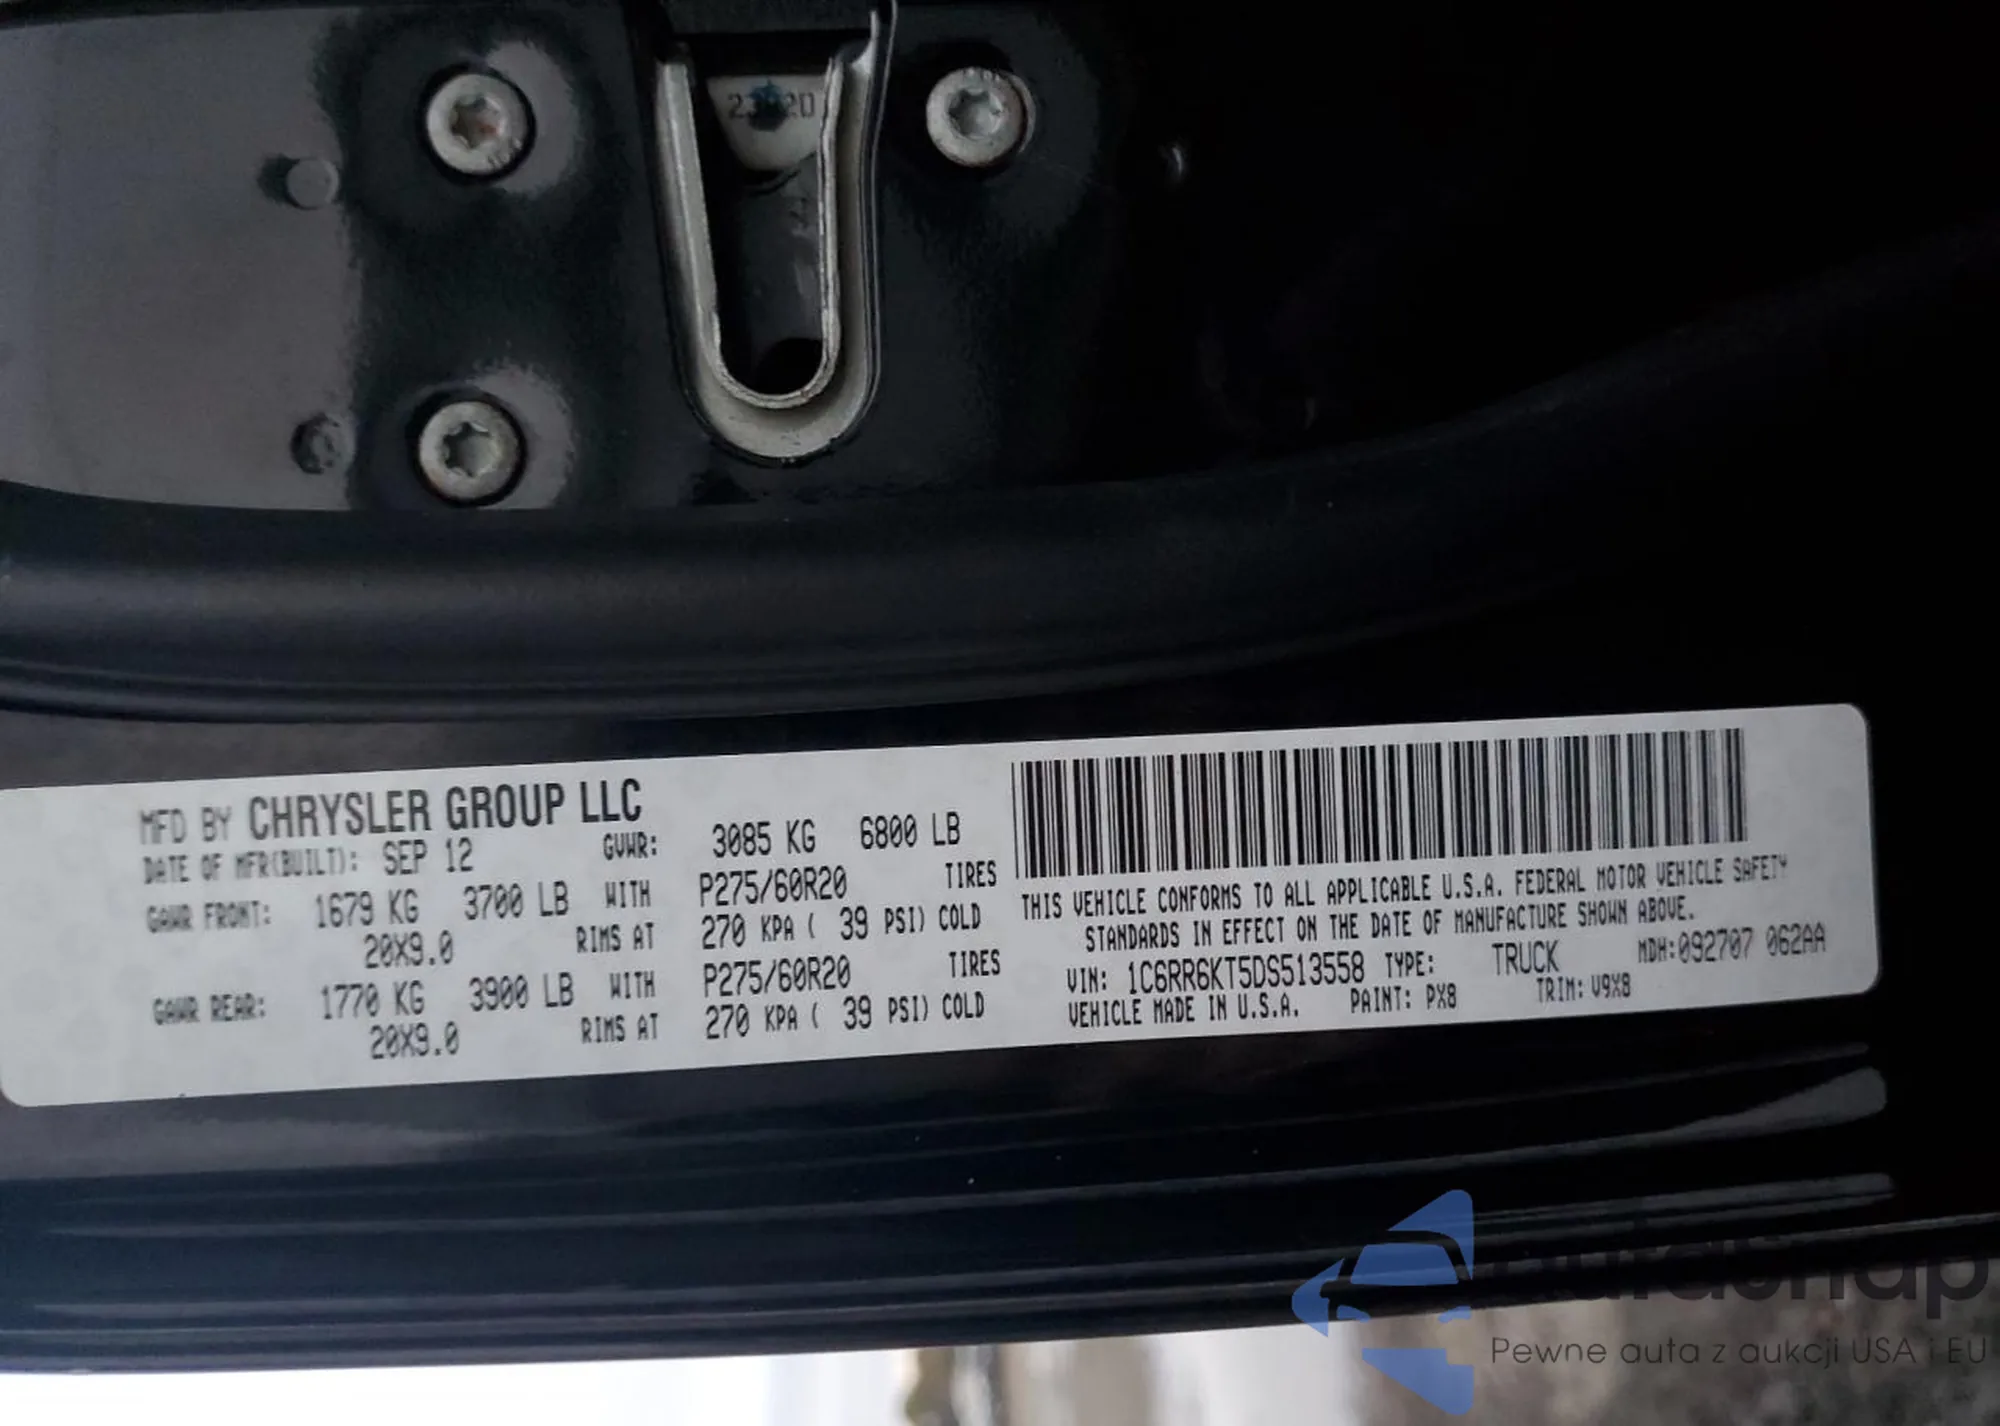 MFD BY CHRYSLER GROUP LLC
DATE OF MFR(BUILT): SEP 12 GVWR: 3085 KG 6800 LB
GAWR FRONT: 1679 KG 3700 LB WITH P275/60R20 TIRES
20X9.0 RIMS AT 270 KPA ( 39 PSI) COLD
GAWR REAR: 1770 KG 3900 LB WITH P275/60R20 TIRES
20X9.0 RIMS AT 270 KPA ( 39 PSI) COLD
THIS VEHICLE CONFORMS TO ALL APPLICABLE U.S.A. FEDERAL MOTOR VEHICLE SAFETY
STANDARDS IN EFFECT ON THE DATE OF MANUFACTURE SHOWN ABOVE.
VIN: 1C6RR6KT5DS513558 TYPE: TRUCK MDH:092707 062AA
VEHICLE MADE IN U.S.A. PAINT: PX8 TRIM: V9X8
Pewne auta z aukcji USA i EU